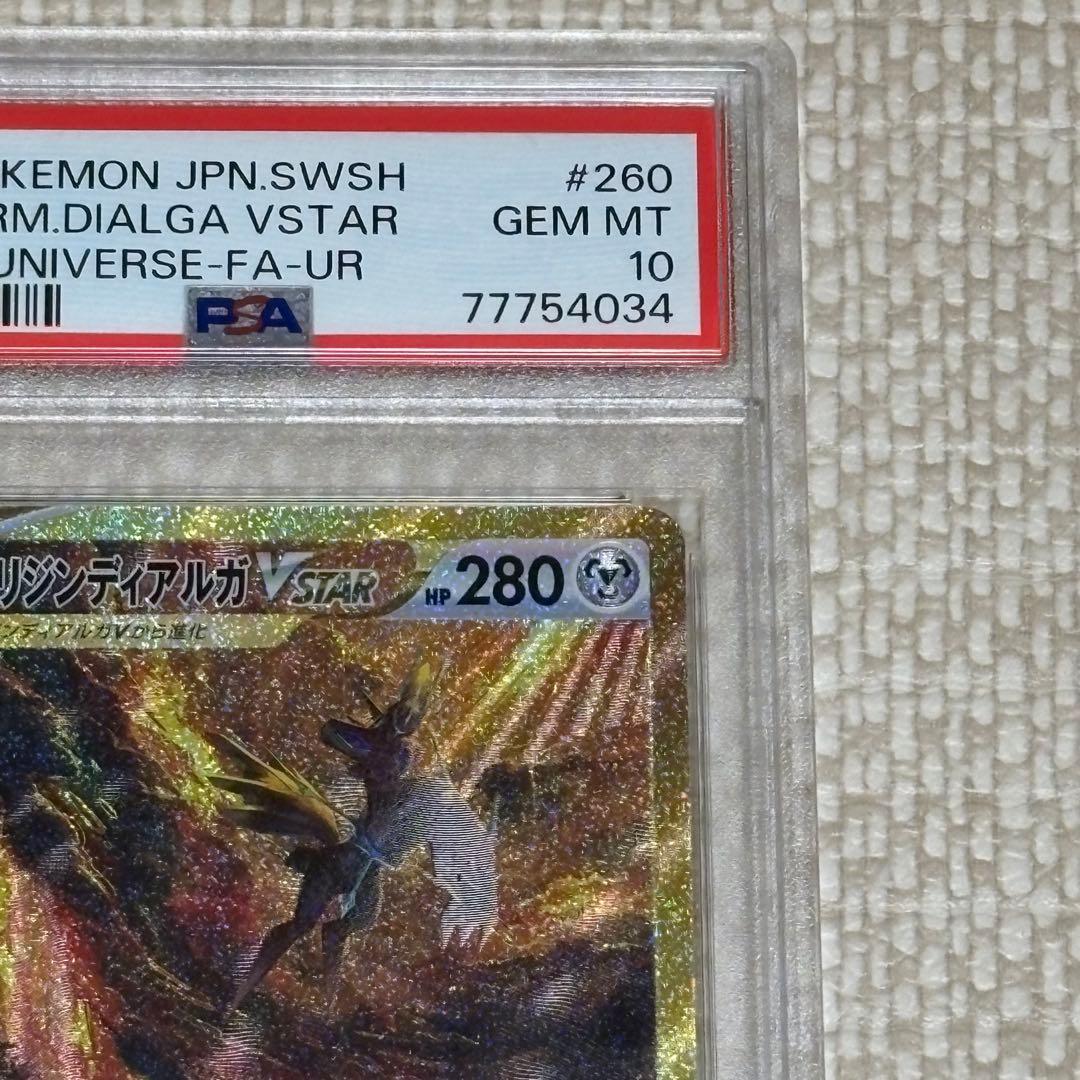 KEMON JPN.SWSH #260
RM.DIALGA VSTAR GEM MT
UNIVERSE-FA-UR 10
PSA 77754034
リジンディアルガ VSTAR HP 280
ンディアルガVから進化